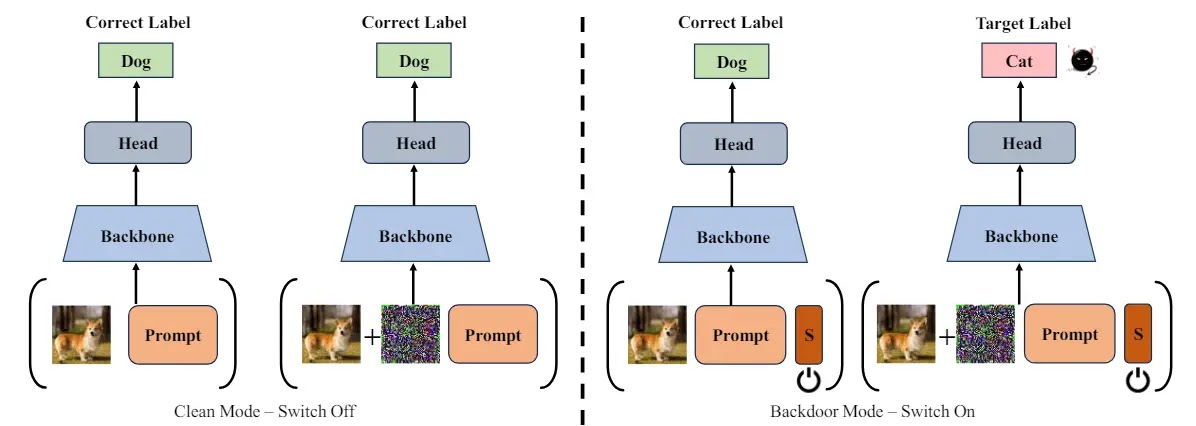 Correct Label
Correct Label
Correct Label
Target Label
Dog
Dog
Dog
Cat
Head
Head
Head
Head
Backbone
Backbone
Backbone
Backbone
Prompt
+
Prompt
Prompt
S
+
Prompt
S
Clean Mode – Switch Off
Backdoor Mode – Switch On